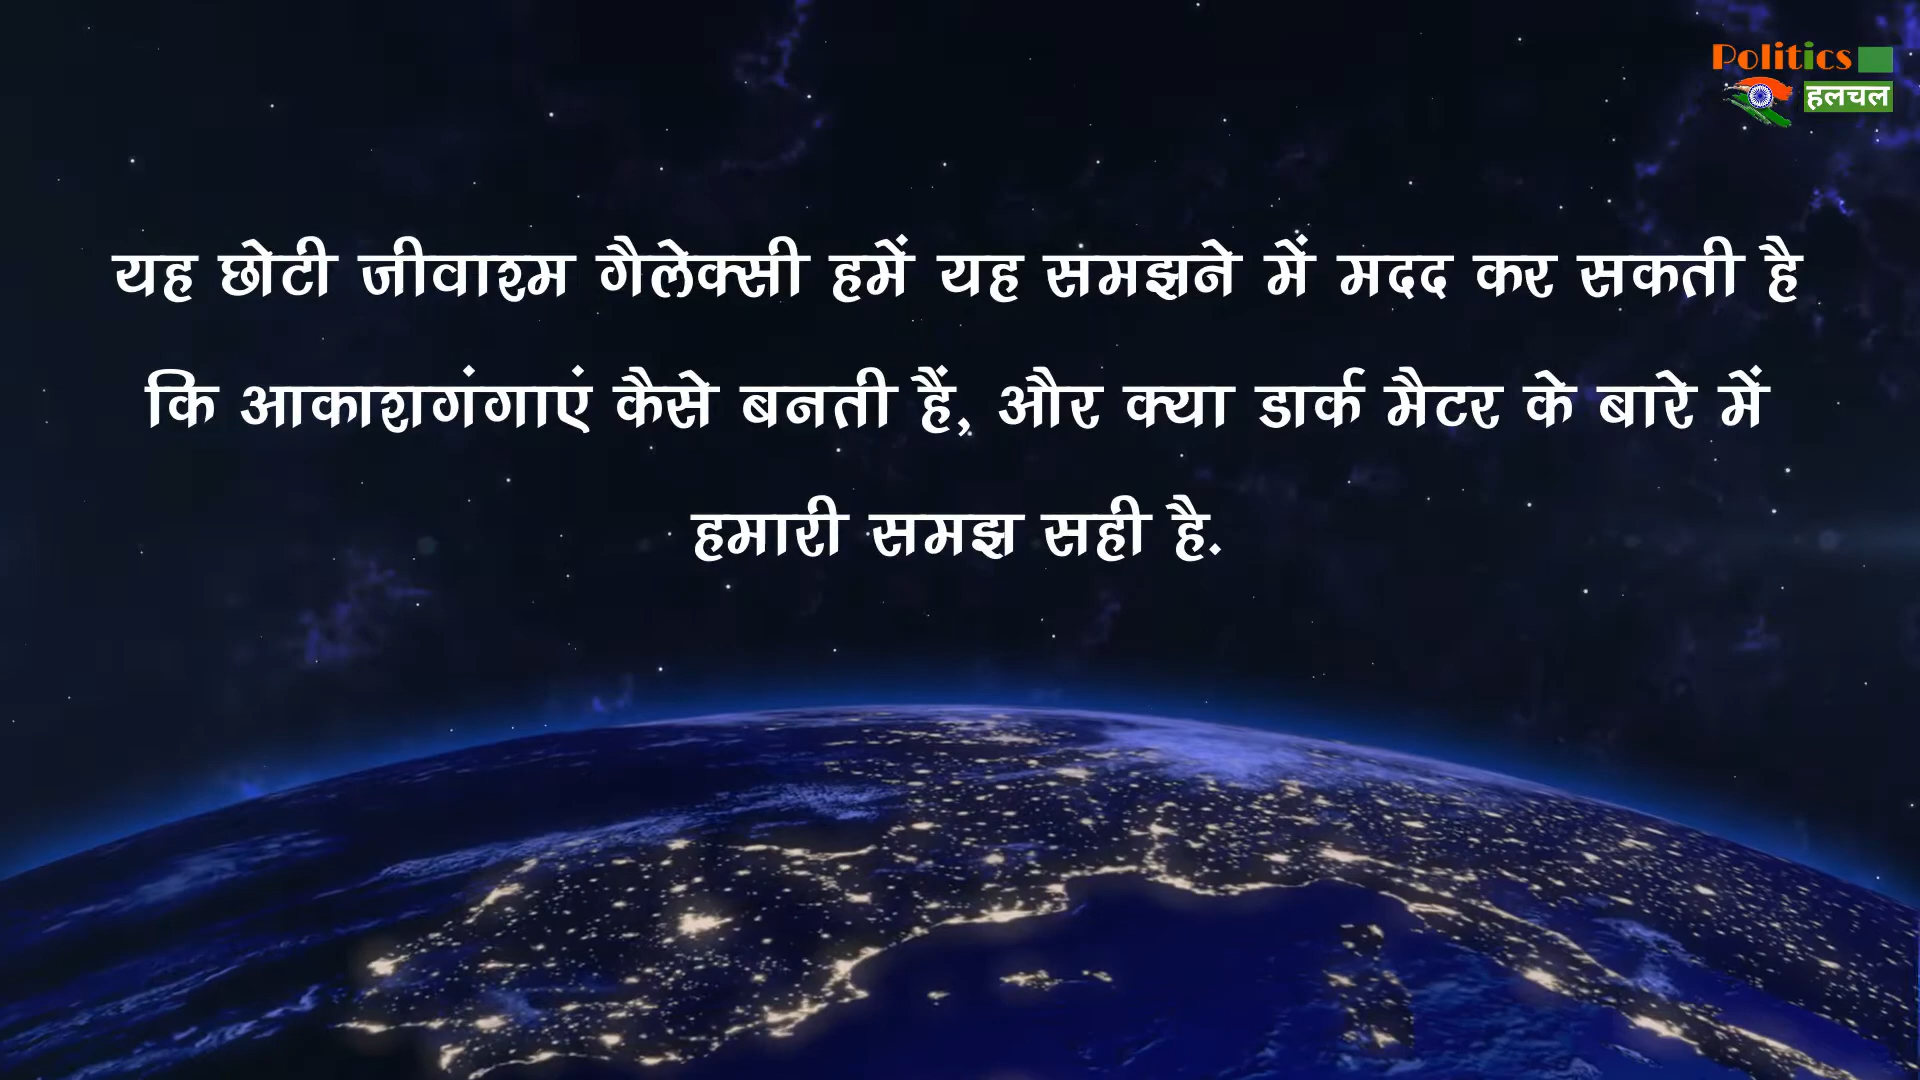 Politics
हलचल
यह छोटी जीवाश्म गैलेक्सी हमें यह समझने में मदद कर सकती है
कि आकाशगंगाएं कैसे बनती हैं, और क्या डार्क मैटर के बारे में
हमारी समझ सही है.